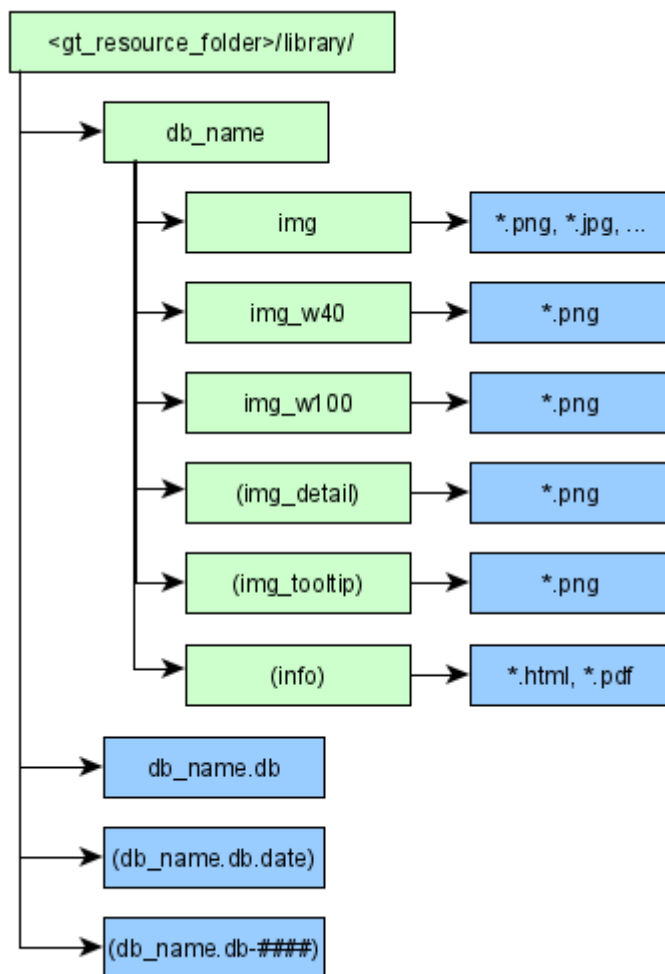 <gt_resource_folder>/library/
db_name
img
*.png, *.jpg, ...
img_w40
*.png
img_w100
*.png
(img_detail)
*.png
(img_tooltip)
*.png
(info)
*.html, *.pdf
db_name.db
(db_name.db.date)
(db_name.db-####)